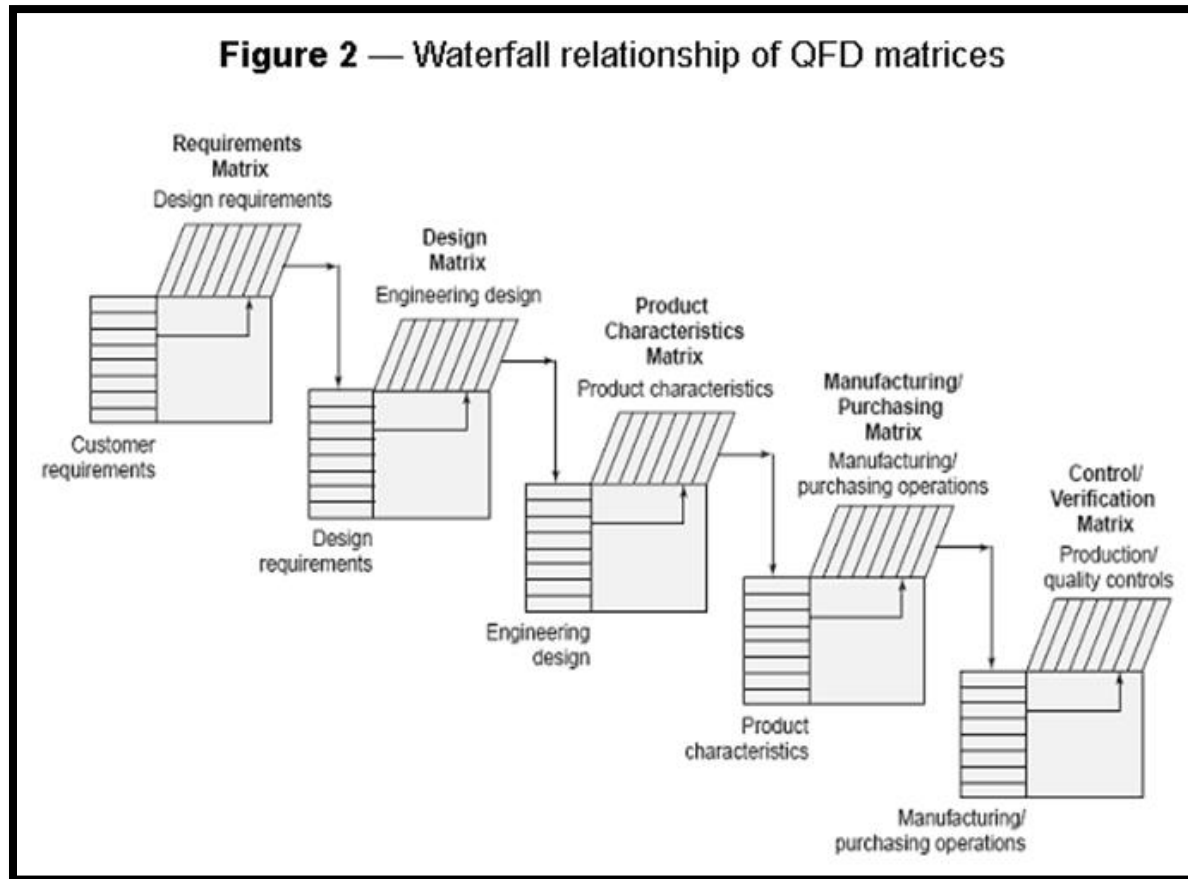 Figure 2 — Waterfall relationship of QFD matrices
Requirements
Matrix
Design requirements
Customer
requirements
Design
Matrix
Engineering design
Design
requirements
Product
Characteristics
Matrix
Product characteristics
Engineering
design
Manufacturing/
Purchasing
Matrix
Manufacturing/
purchasing operations
Product
characteristics
Control/
Verification
Matrix
Production/
quality controls
Manufacturing/
purchasing operations